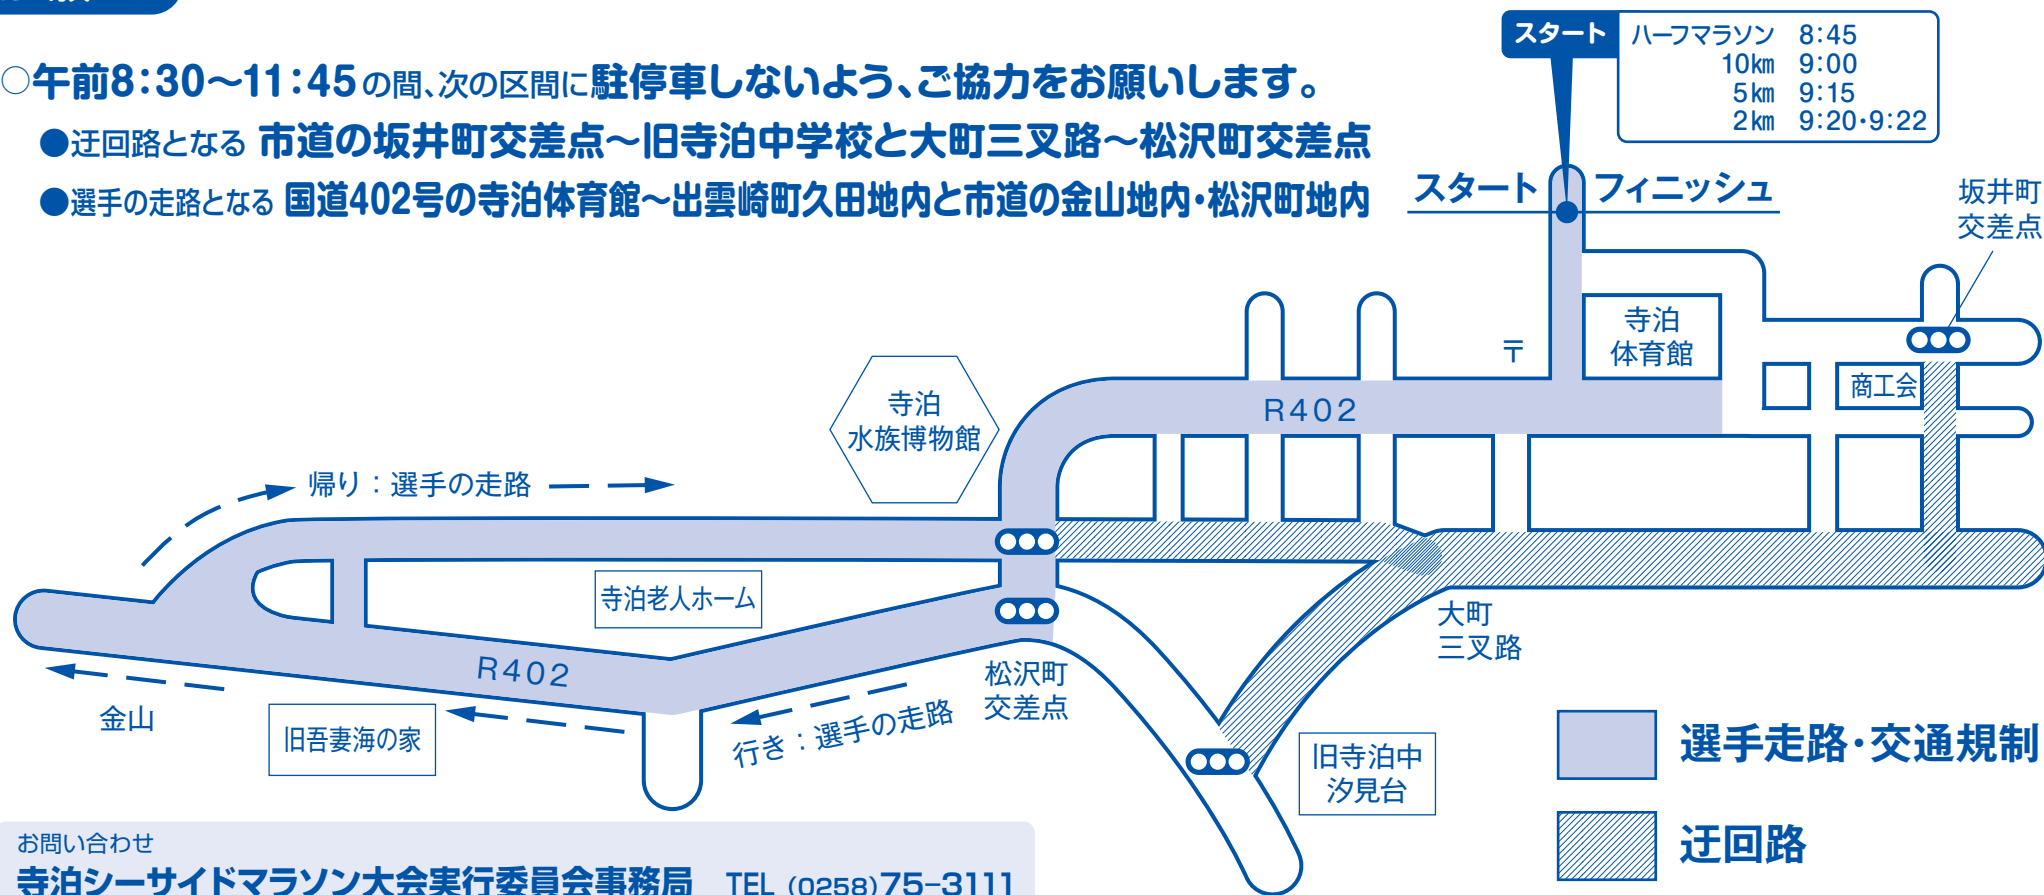 ○午前8:30～11:45の間、次の区間に駐停車しないよう、ご協力をお願いします。
●迂回路となる 市道の坂井町交差点～旧寺泊中学校と大町三叉路～松沢町交差点
●選手の走路となる 国道402号の寺泊体育館～出雲崎町久田地内と市道の金山地内・松沢町地内
スタート
ハーフマラソン 8:45
10km 9:00
5km 9:15
2km 9:20・9:22
スタート フィニッシュ
坂井町
交差点
寺泊
体育館
〒
商工会
R402
寺泊
水族博物館
帰り：選手の走路
寺泊老人ホーム
R402
大町
三叉路
松沢町
交差点
金山
旧吾妻海の家
行き：選手の走路
旧寺泊中
汐見台
選手走路・交通規制
迂回路
お問い合わせ
寺泊シーサイドマラソン大会実行委員会事務局 TEL (0258)75-3111